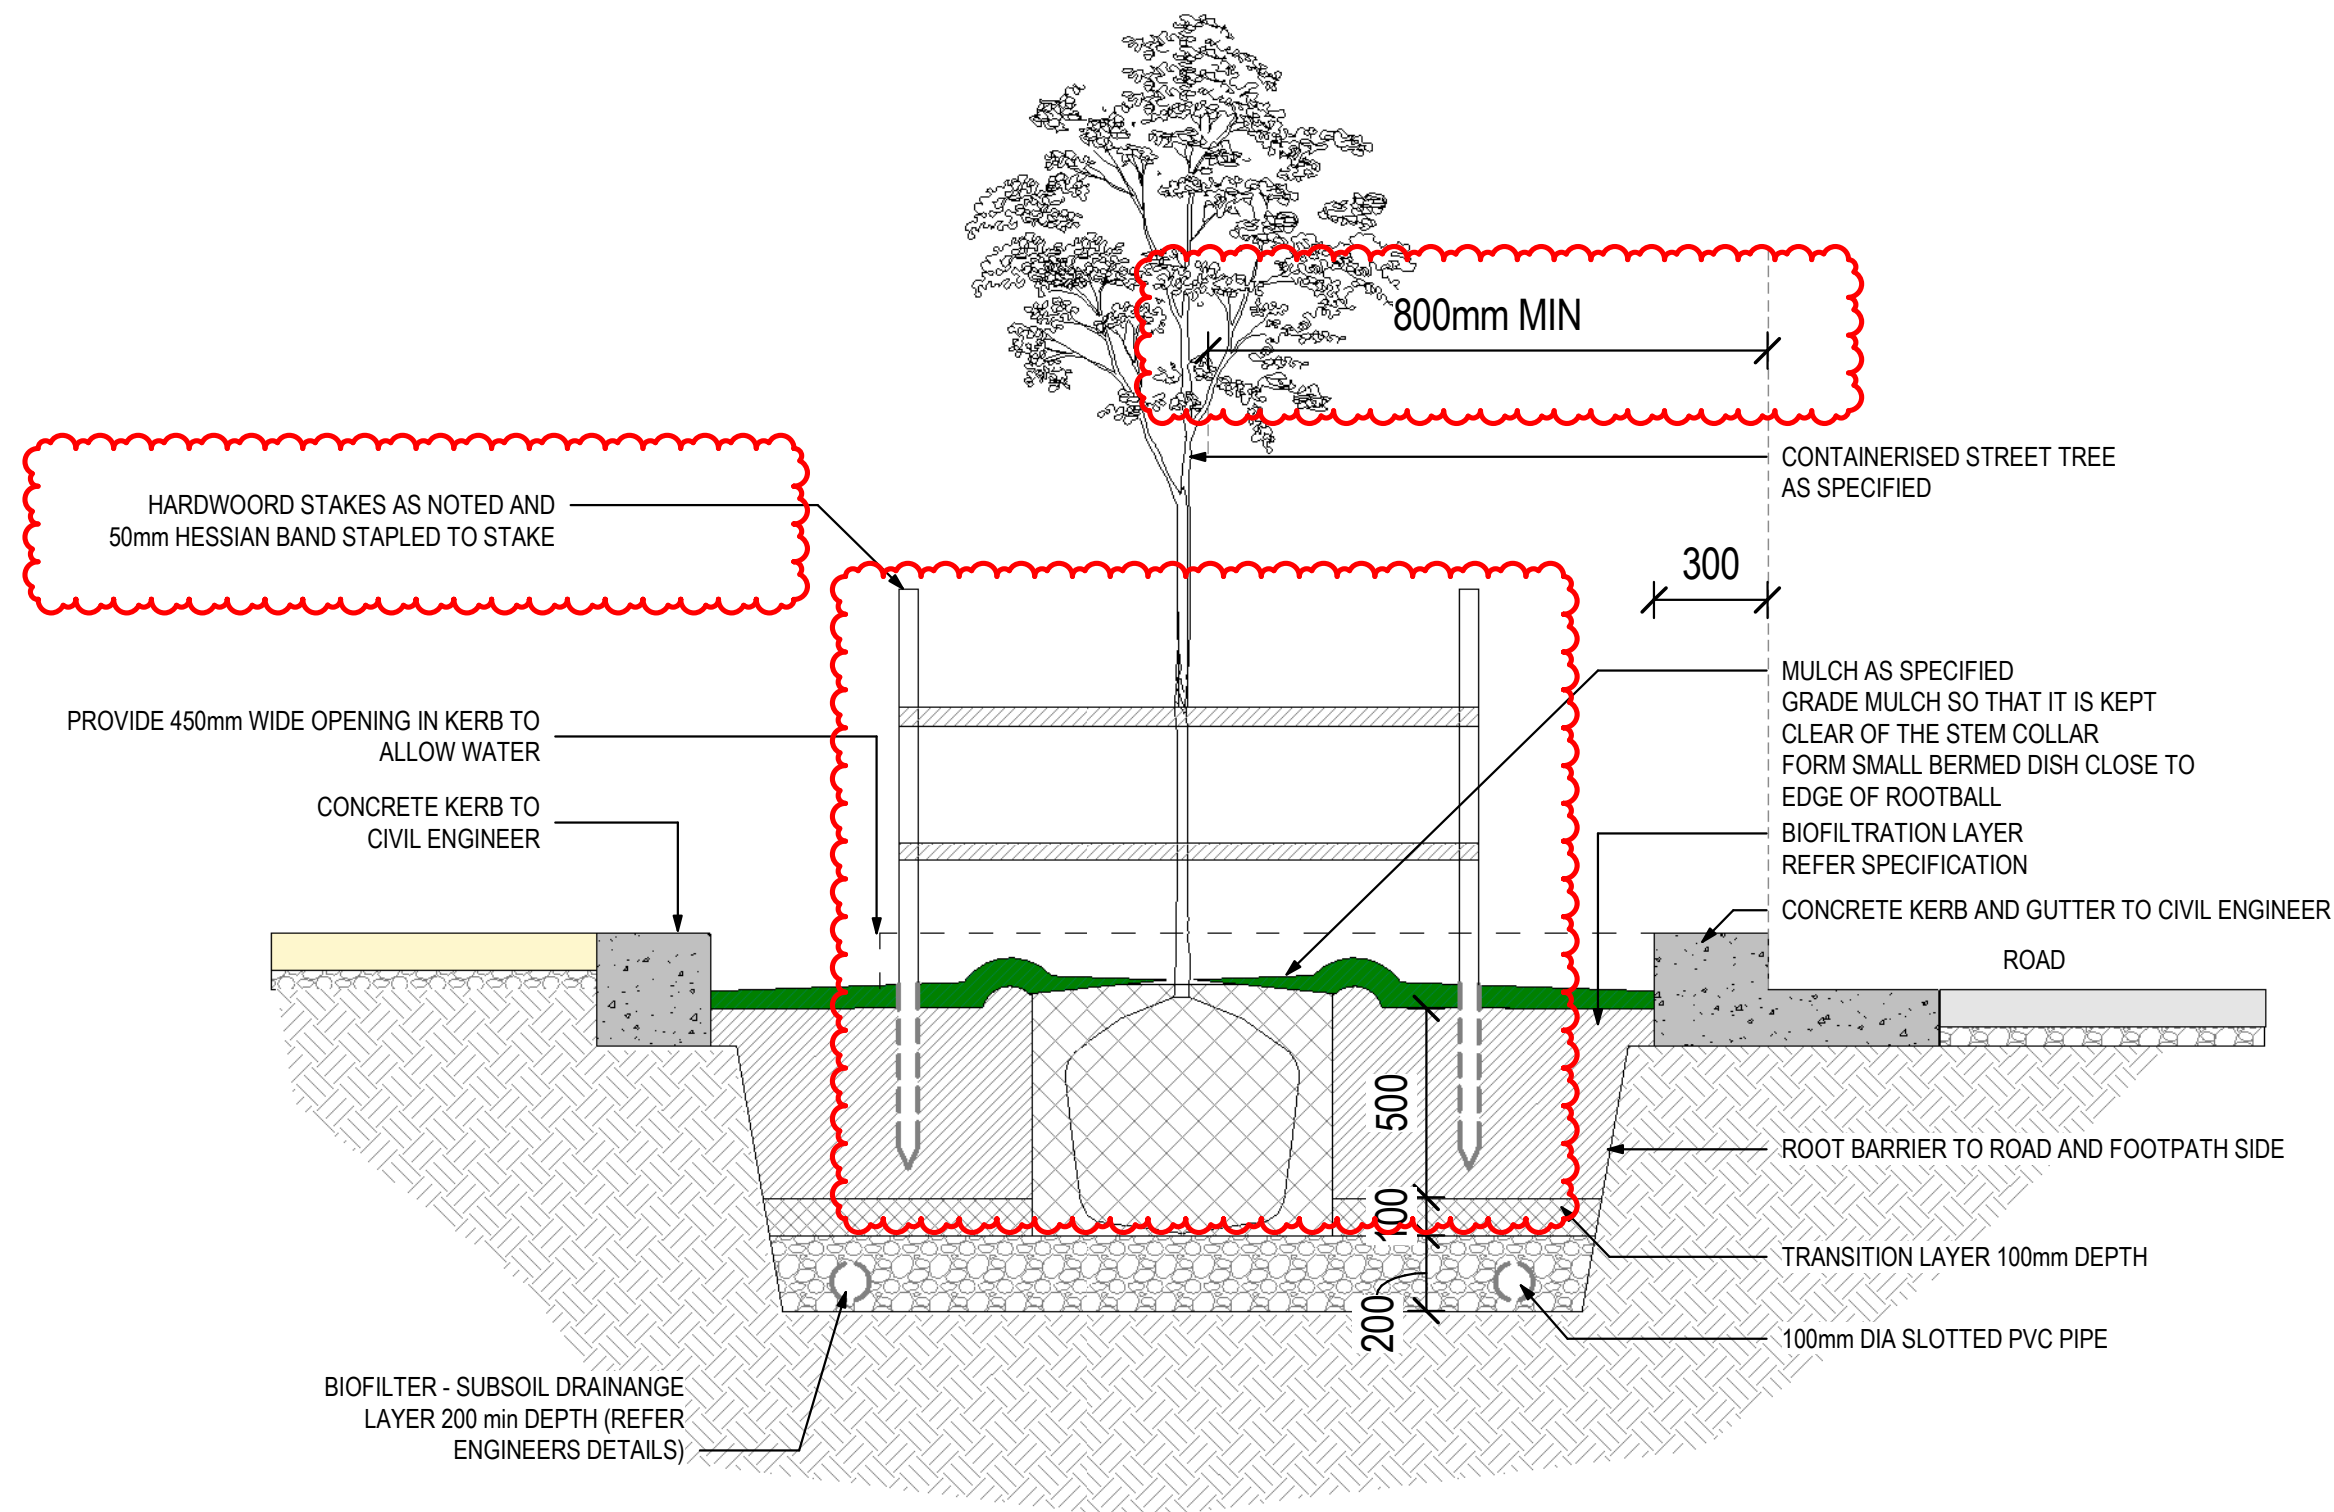 800mm MIN
CONTAINERISED STREET TREE
AS SPECIFIED
HARDWOORD STAKES AS NOTED AND
50mm HESSIAN BAND STAPLED TO STAKE
300
MULCH AS SPECIFIED
GRADE MULCH SO THAT IT IS KEPT
CLEAR OF THE STEM COLLAR
FORM SMALL BERMED DISH CLOSE TO
EDGE OF ROOTBALL
PROVIDE 450mm WIDE OPENING IN KERB TO
ALLOW WATER
CONCRETE KERB TO
CIVIL ENGINEER
BIOFILTRATION LAYER
REFER SPECIFICATION
CONCRETE KERB AND GUTTER TO CIVIL ENGINEER
ROAD
500
ROOT BARRIER TO ROAD AND FOOTPATH SIDE
100
TRANSITION LAYER 100mm DEPTH
200
100mm DIA SLOTTED PVC PIPE
BIOFILTER - SUBSOIL DRAINANGE
LAYER 200 min DEPTH (REFER
ENGINEERS DETAILS)